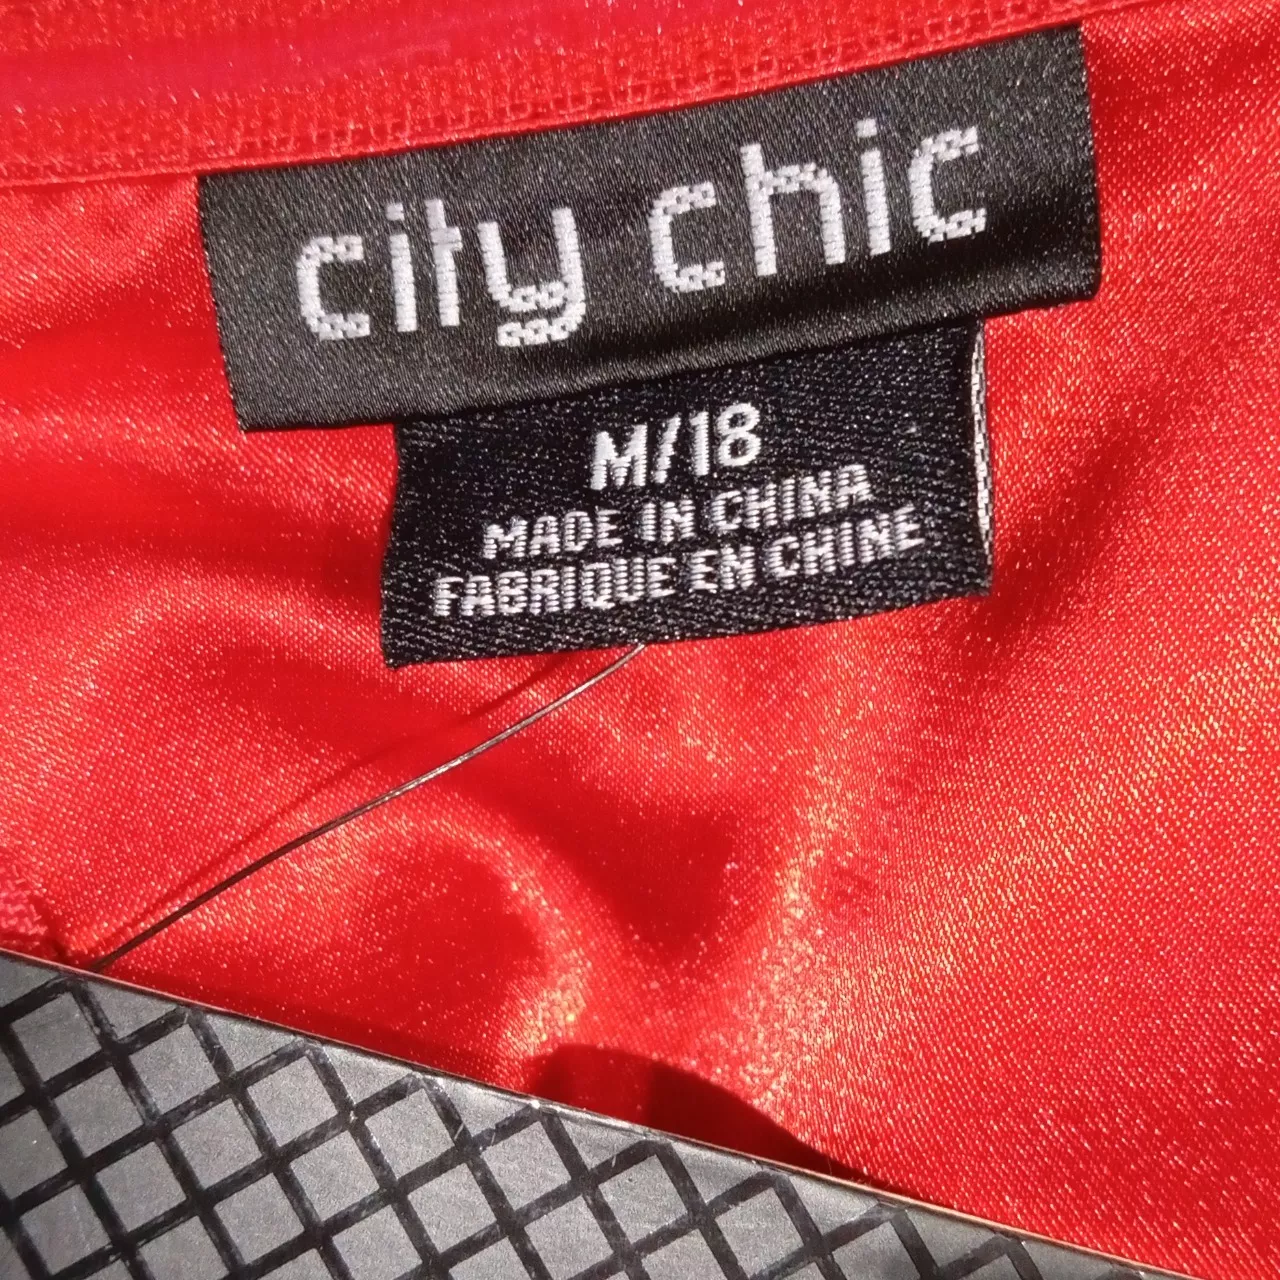 city chic
M/18
MADE IN CHINA
FABRIQUE EN CHINE